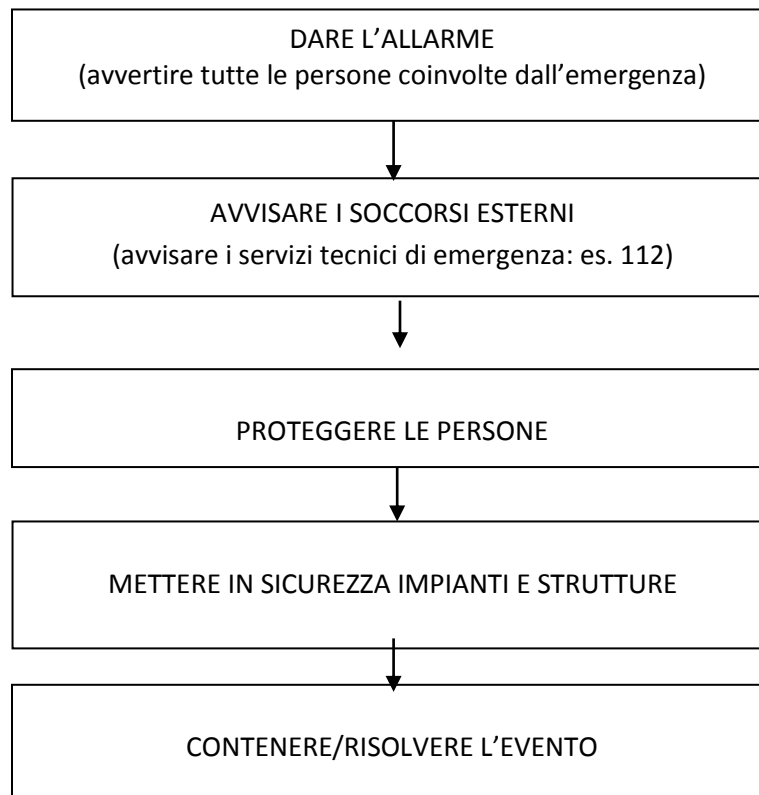 DARE L’ALLARME
(avvertire tutte le persone coinvolte dall’emergenza)
AVVISARE I SOCCORSI ESTERNI
(avvisare i servizi tecnici di emergenza: es. 112)
PROTEGGERE LE PERSONE
METTERE IN SICUREZZA IMPIANTI E STRUTTURE
CONTENERE/RISOLVERE L’EVENTO